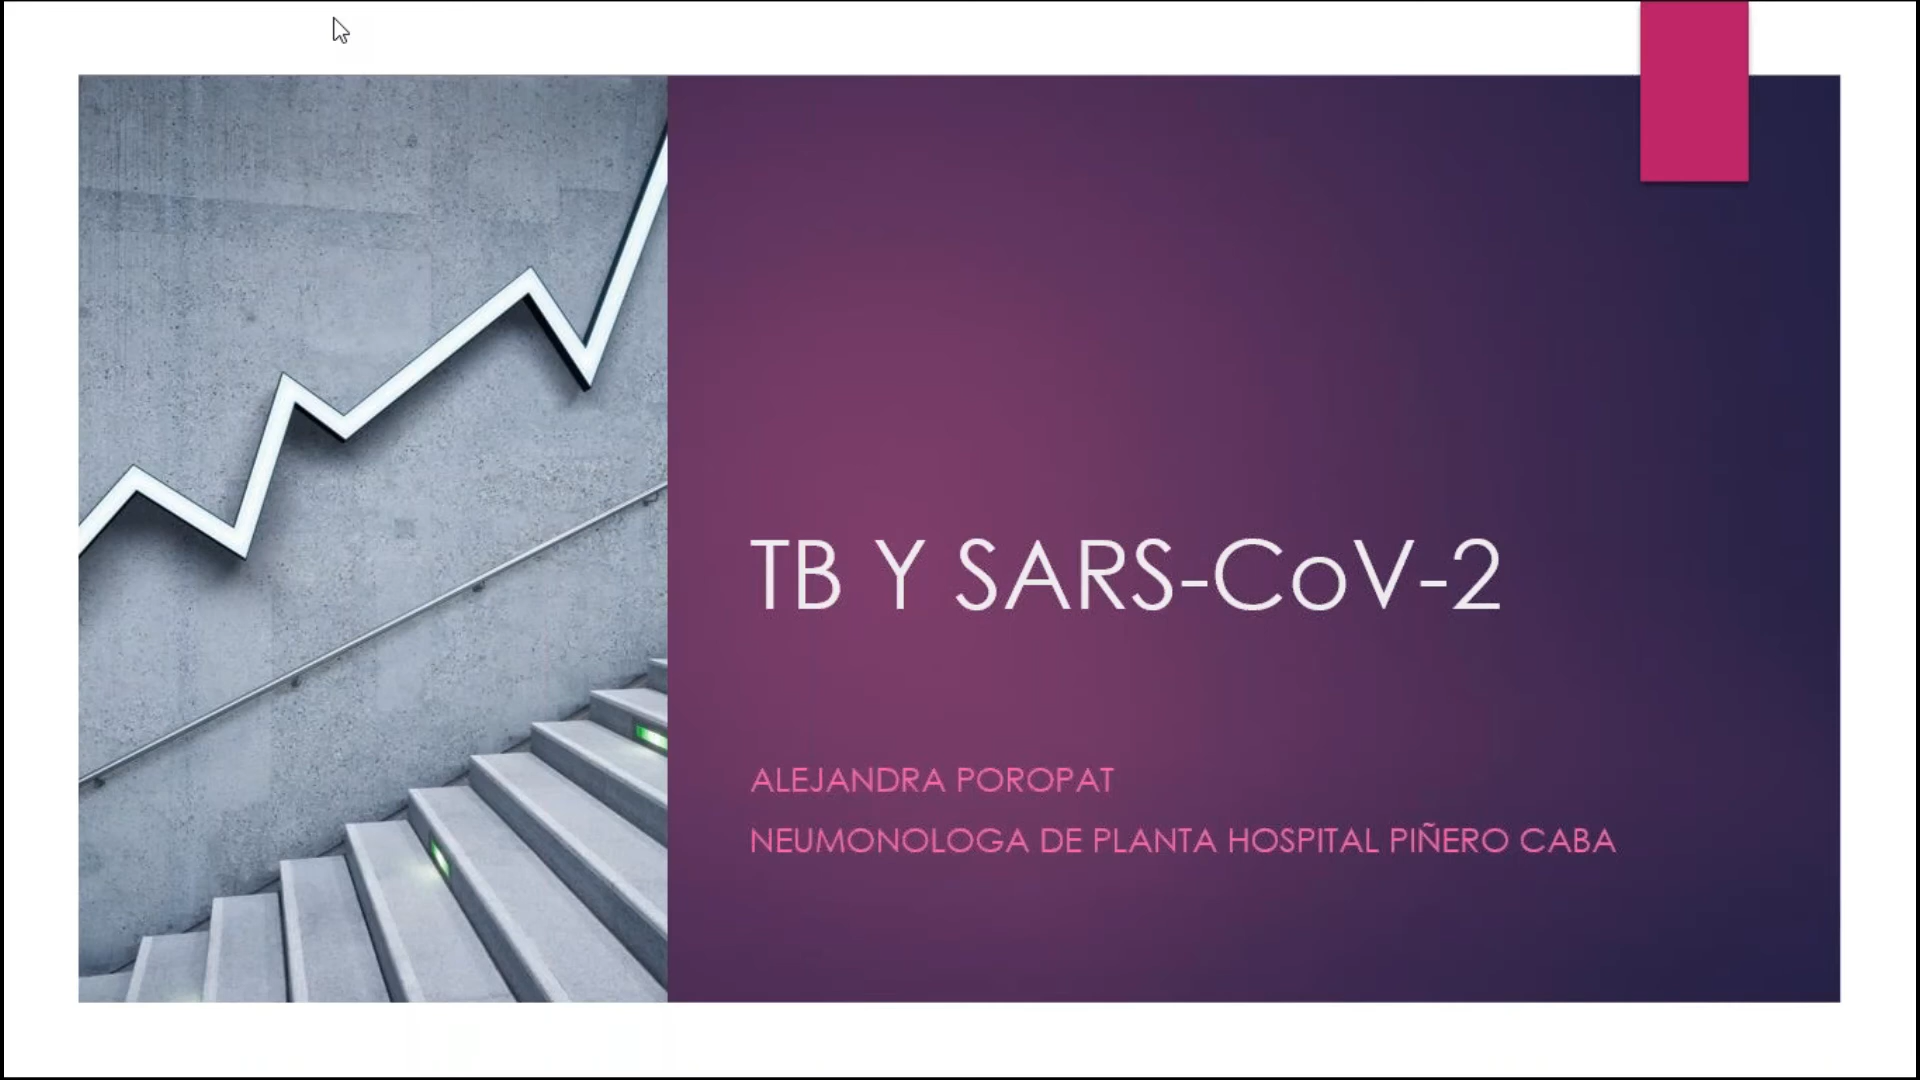 TB Y SARS-CoV-2
ALEJANDRA POROPAT
NEUMONOLOGA DE PLANTA HOSPITAL PIÑERO CABA